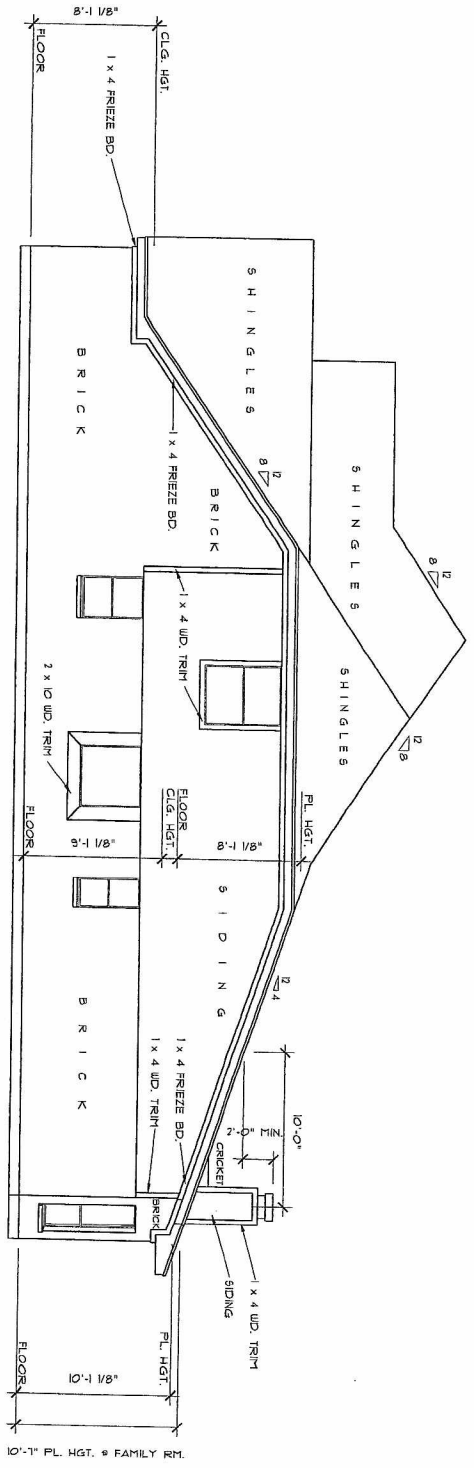 8'-1 1/8"
FLOOR
CLG. HGT.
1 x 4 FRIEZE BD.
SHINGLES
BRICK
1 x 4 FRIEZE BD.
BRICK
12
8
SHINGLES
12
8
1 x 4 WD. TRIM
2 x 10 WD. TRIM
SHINGLES
12
8
PL. HGT.
FLOOR
CLG. HGT.
FLOOR
9'-1 1/8"
8'-1 1/8"
SIDING
12
4
BRICK
1 x 4 WD. TRIM
1 x 4 FRIEZE BD.
10'-0"
2'-0" MIN.
CRICKET
BRICK
SIDING
1 x 4 WD. TRIM
PL. HGT.
FLOOR
10'-1 1/8"
10'-7" PL. HGT. @ FAMILY RM.